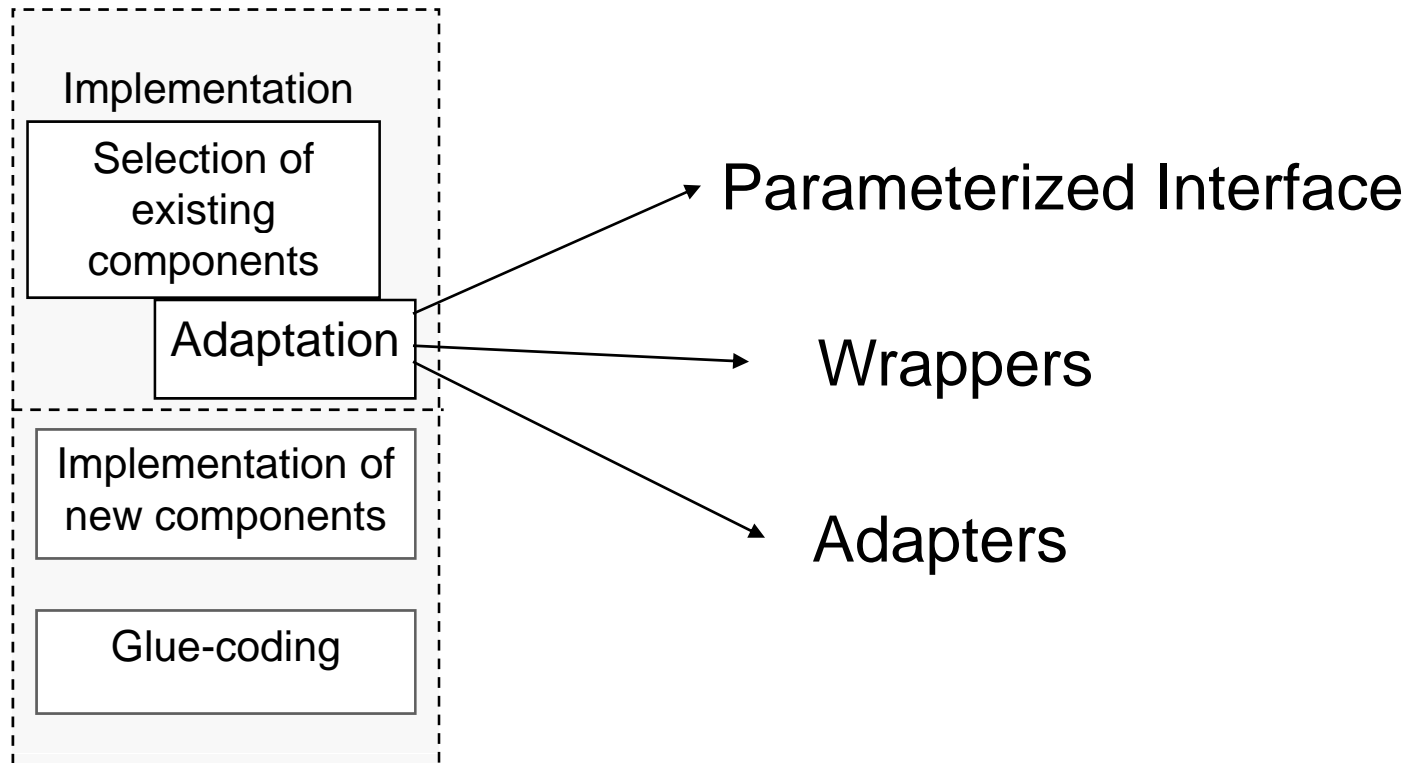 Implementation
Selection of
existing
components
Adaptation
Implementation of
new components
Glue-coding
Parameterized Interface
Wrappers
Adapters